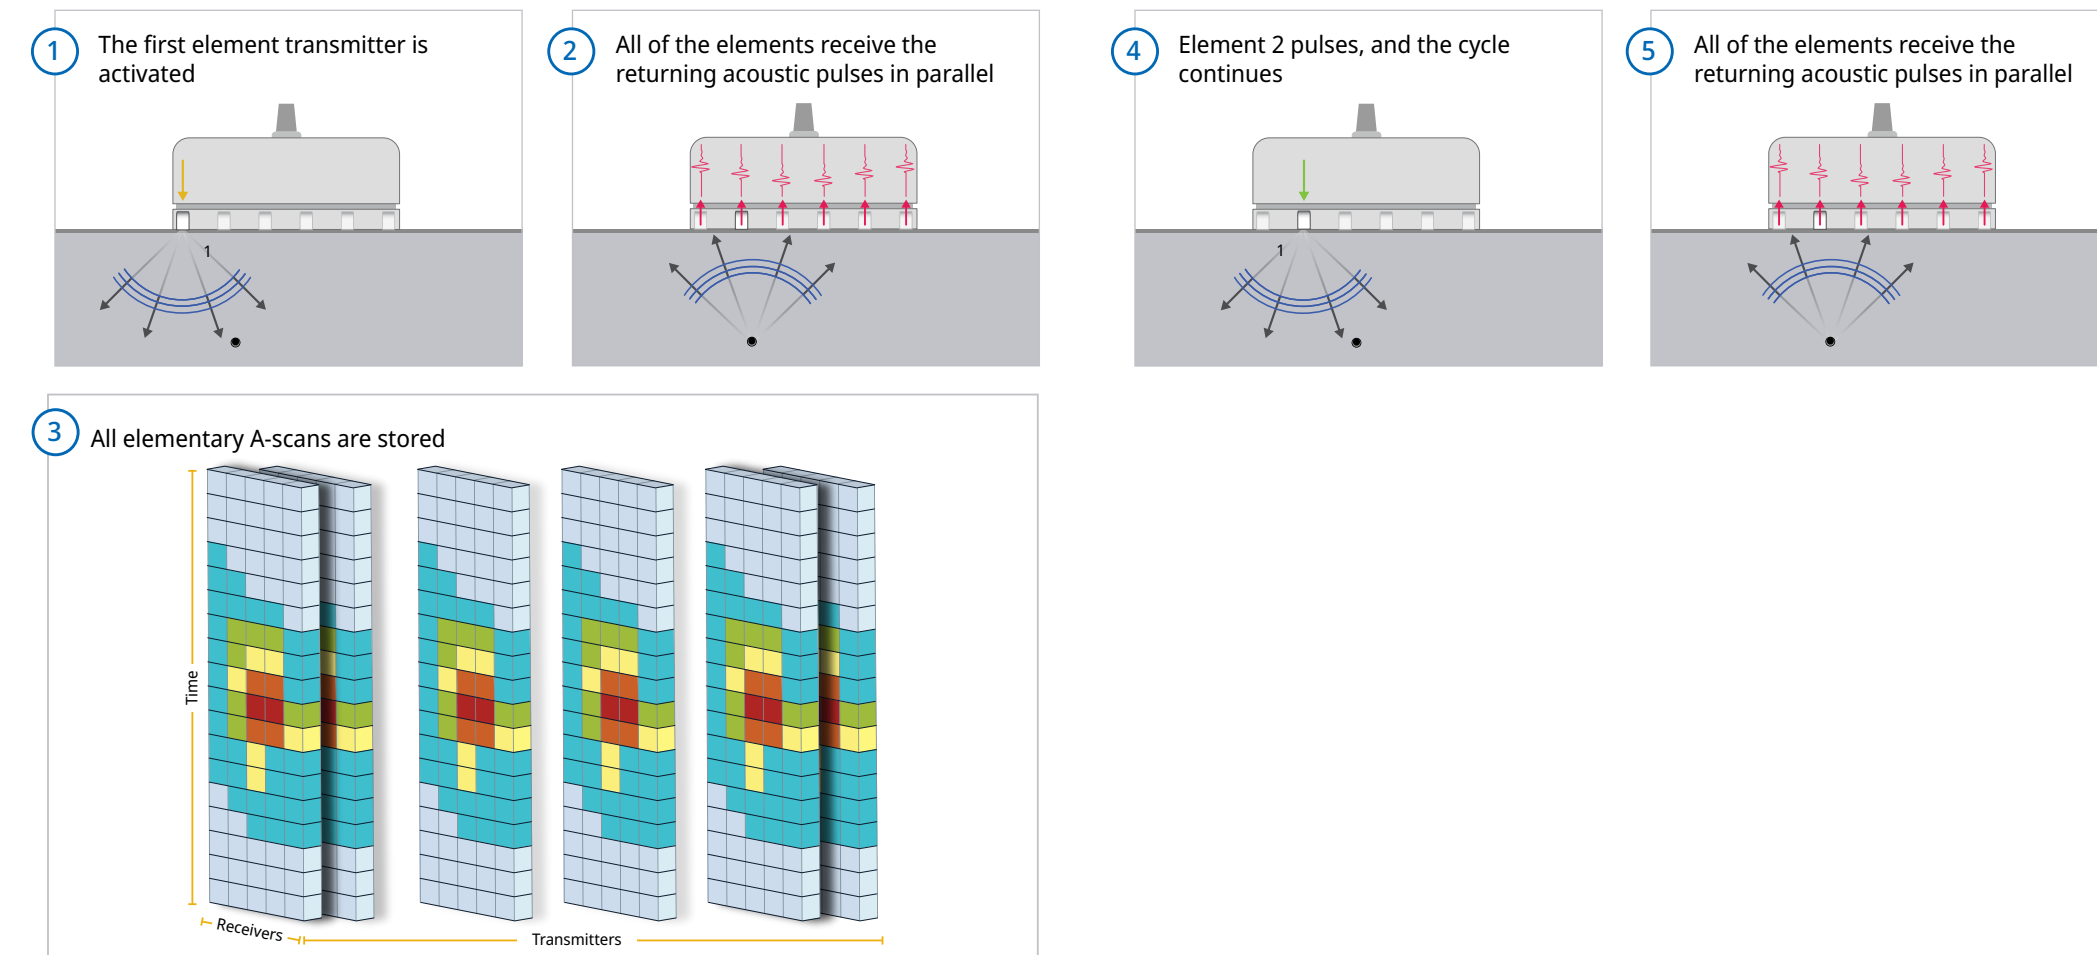 1
The first element transmitter is
activated
1
2
All of the elements receive the
returning acoustic pulses in parallel
4
Element 2 pulses, and the cycle
continues
1
5
All of the elements receive the
returning acoustic pulses in parallel
3
All elementary A-scans are stored
Time
Receivers
Transmitters